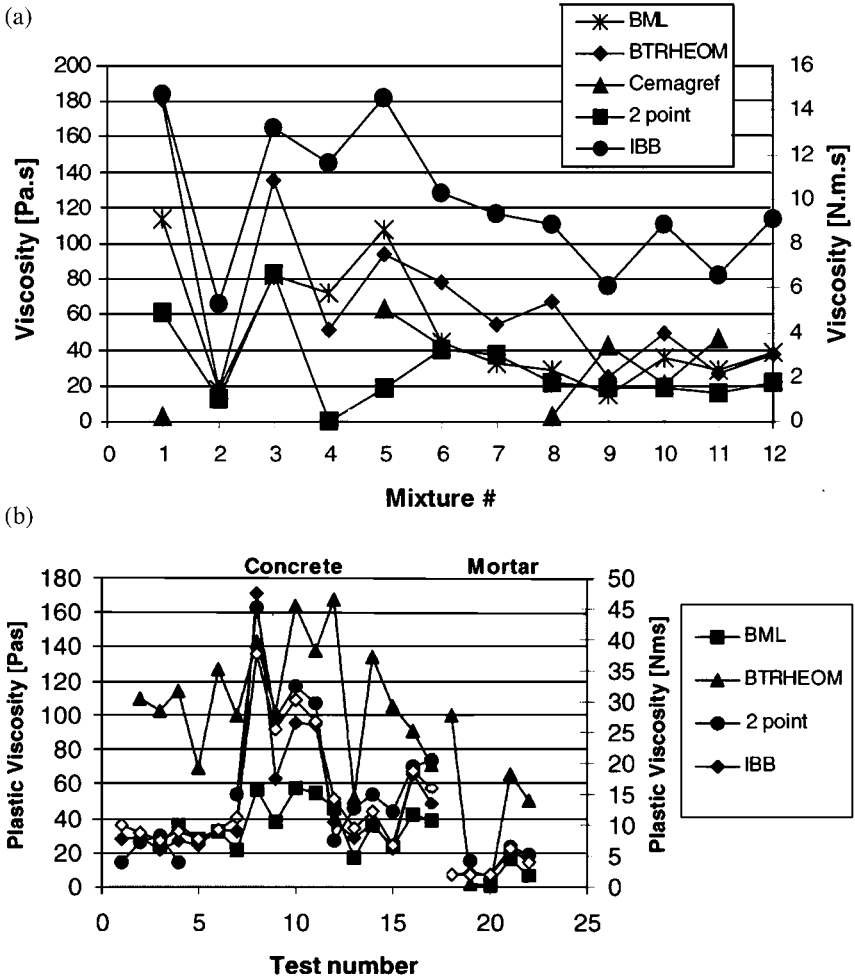 (a)
BML
BTRHEOM
Cemagref
2 point
IBB
200
180
160
140
120
100
80
60
40
20
0
Viscosity [Pa.s]
16
14
12
10
8
6
4
2
0
Viscosity [N.m.s]
0 1 2 3 4 5 6 7 8 9 10 11 12
Mixture #
(b)
Concrete Mortar
180
160
140
120
100
80
60
40
20
0
Plastic Viscosity [Pas]
50
45
40
35
30
25
20
15
10
5
0
Plastic Viscosity [Nms]
BML
BTRHEOM
2 point
IBB
0 5 10 15 20 25
Test number